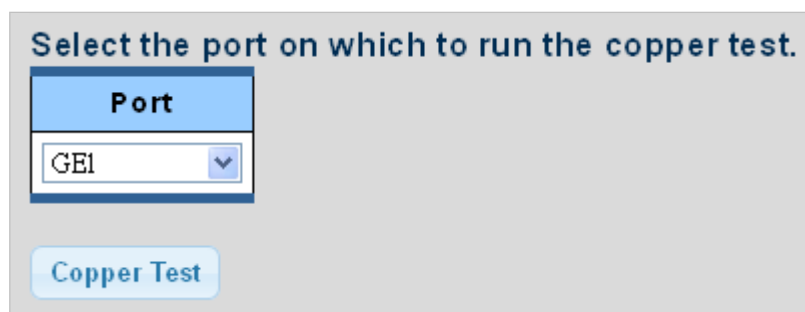 Select the port on which to run the copper test.
Port
GE1
Copper Test